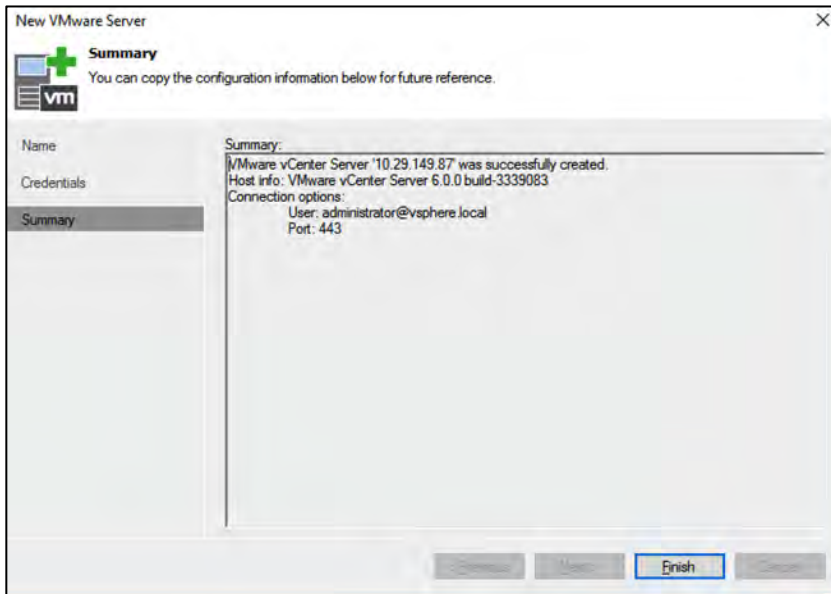 New VMware Server
Summary
You can copy the configuration information below for future reference.
vm
Name
Credentials
Summary
Summary:
VMware vCenter Server '10.29.149.87' was successfully created.
Host info: VMware vCenter Server 6.0.0 build-3339083
Connection options:
User: administrator@vsphere.local
Port: 443
Finish